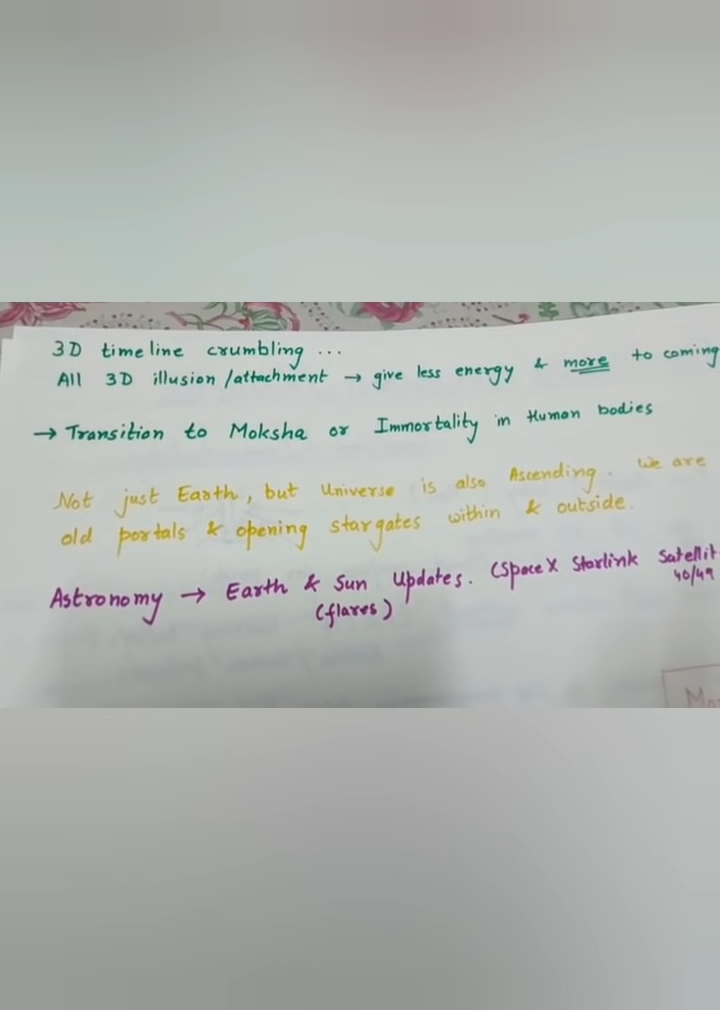 3D timeline crumbling ...
All 3D illusion/attachment → give less energy & more to coming
→ Transition to Moksha or Immortality in Human bodies
Not just Earth, but Universe is also Ascending. We are
old portals & opening stargates within & outside.
Astronomy → Earth & Sun Updates. (SpaceX Starlink Satellit
(flares)
40/49